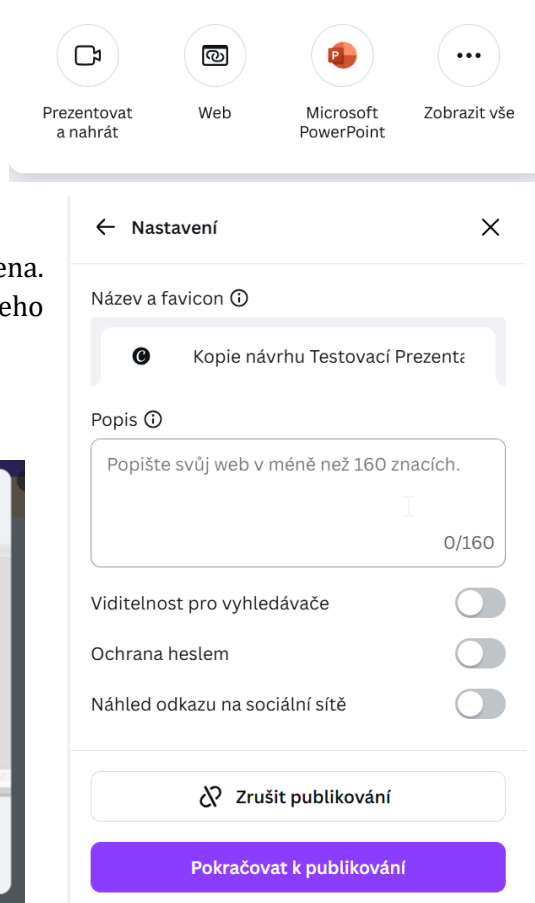 Prezentovat
a nahrát
Web
Microsoft
PowerPoint
Zobrazit vše
Nastavení
Název a favicon
Kopie návrhu Testovací Prezenta
Popis
Popište svůj web v méně než 160 znacích.
0/160
Viditelnost pro vyhledávače
Ochrana heslem
Náhled odkazu na sociální sítě
Zrušit publikování
Pokračovat k publikování